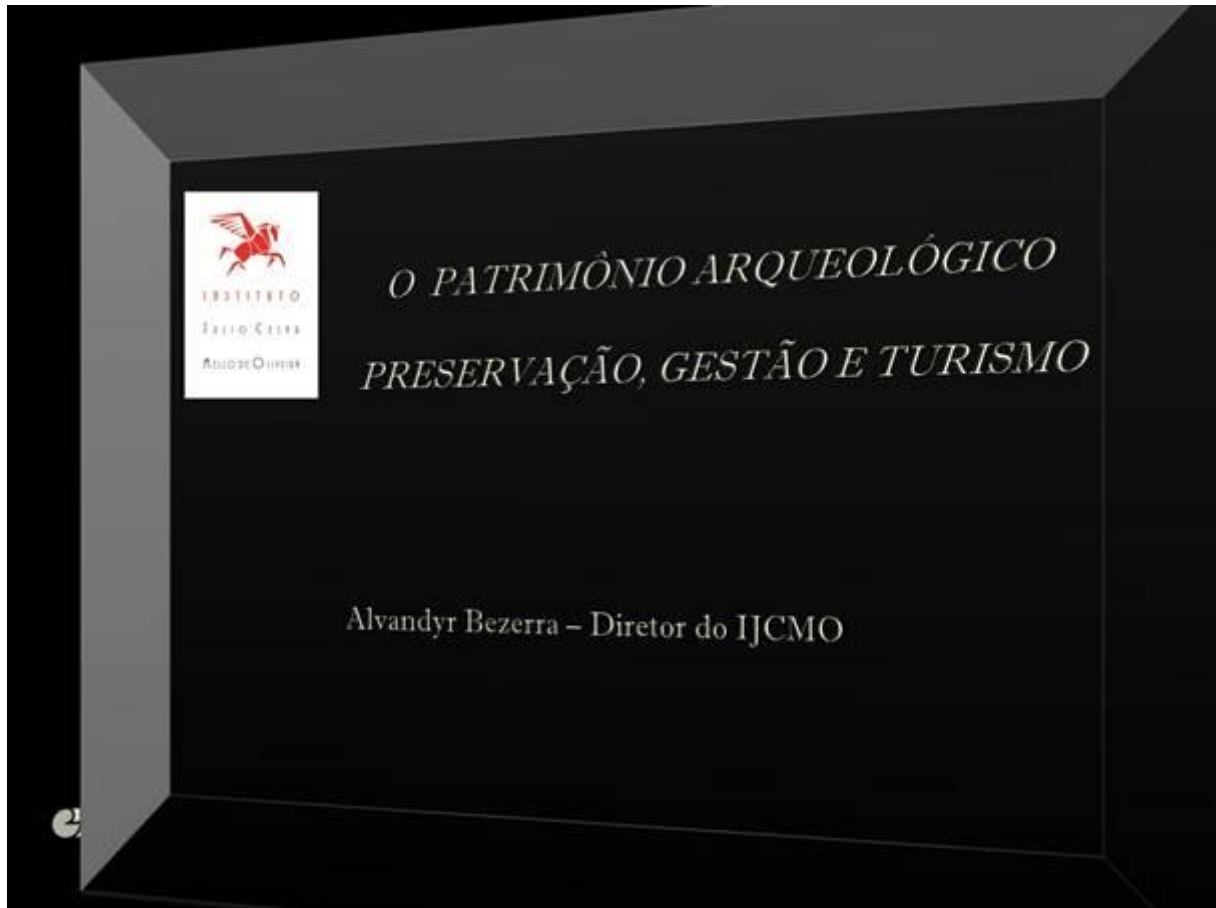 INSTITUTO
O PATRIMÔNIO ARQUEOLÓGICO
PRESERVAÇÃO, GESTÃO E TURISMO
Alvandyr Bezerra – Diretor do IJCMO